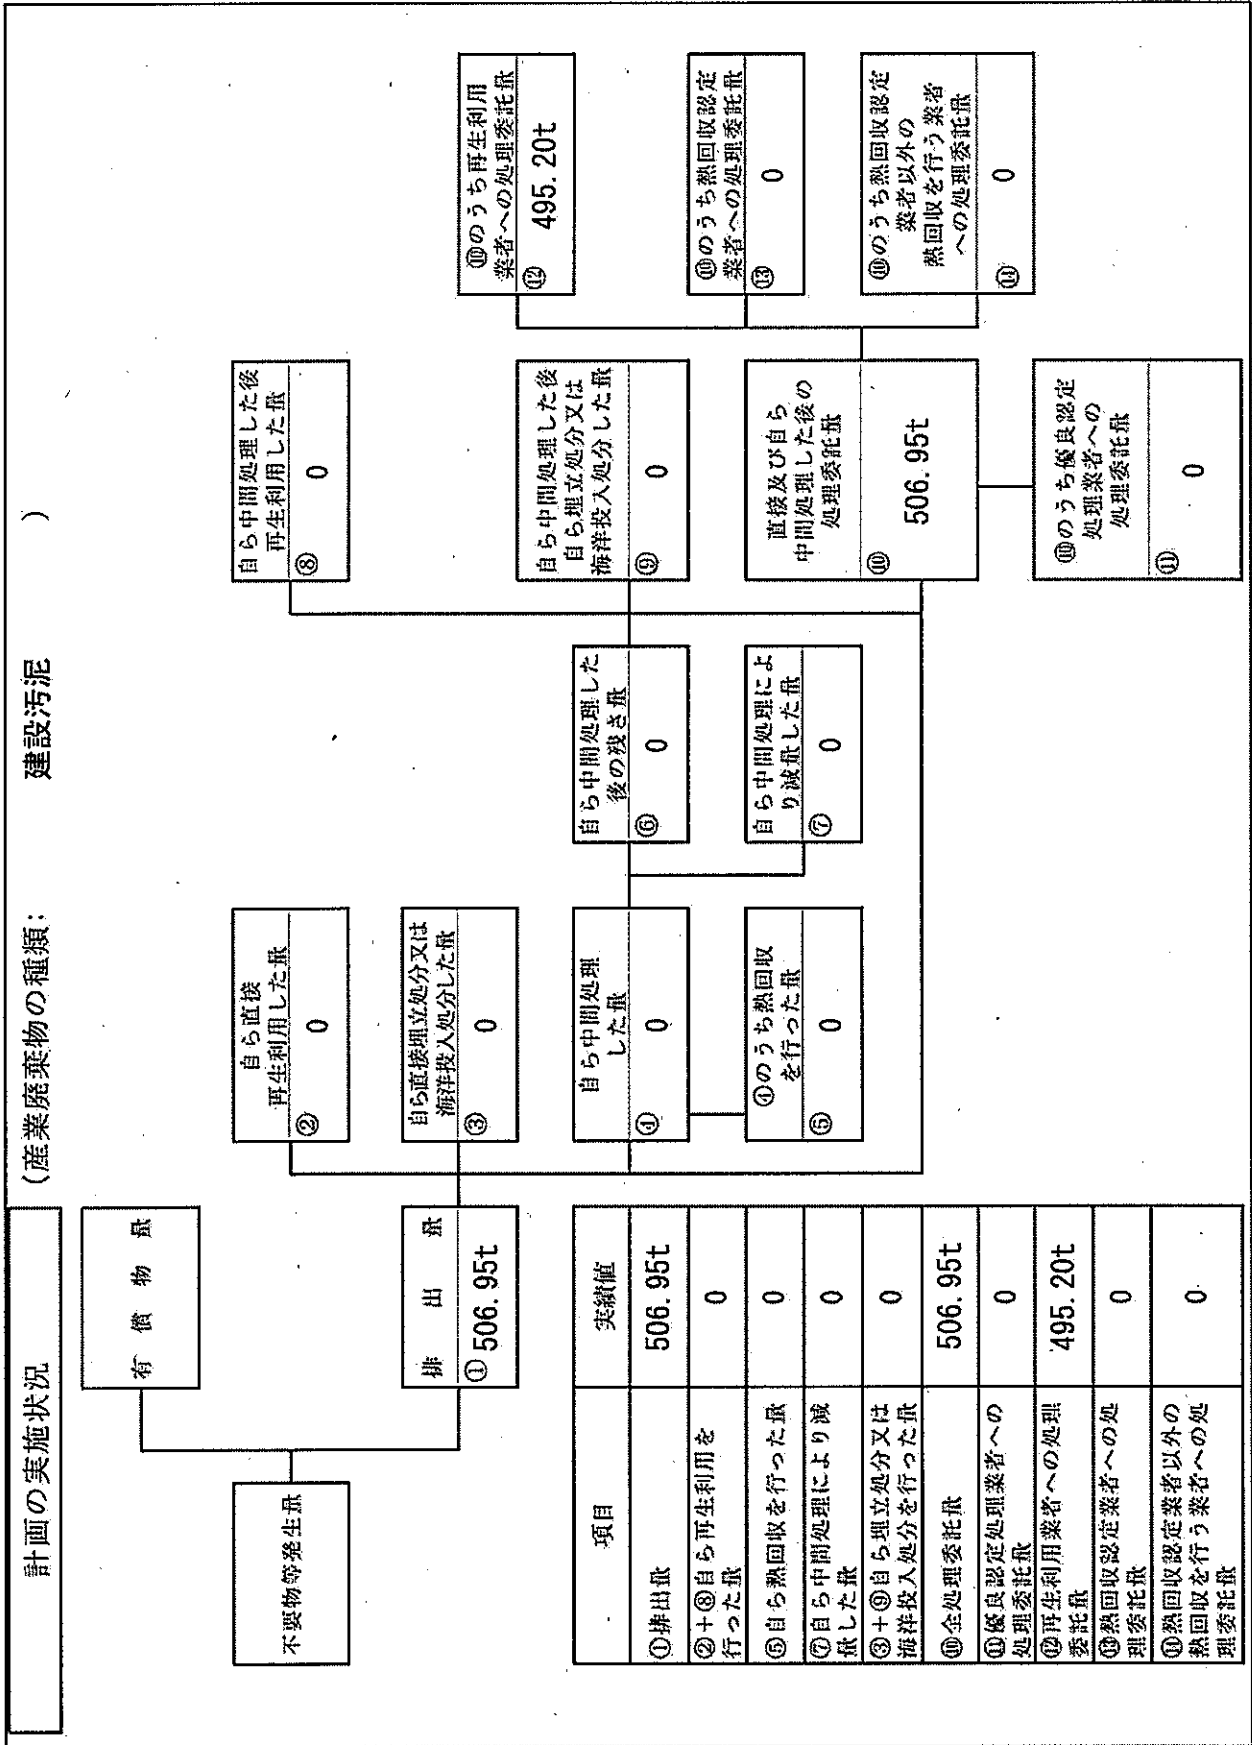 計画の実施状況
(産業廃棄物の種類: 建設汚泥 )
不要物等発生量
有償物量
排出量
① 506.95t
自ら直接
再生利用した量
② 0
自ら直接埋立処分又は
海洋投入処分した量
③ 0
自ら中間処理
した量
④ 0
④のうち熱回収
を行った量
⑤ 0
自ら中間処理した
後の残さ量
⑥ 0
自ら中間処理によ
り減量した量
⑦ 0
自ら中間処理した後
再生利用した量
⑧ 0
自ら中間処理した後
自ら埋立処分又は
海洋投入処分した量
⑨ 0
直接及び自ら
中間処理した後の
処理委託量
⑩ 506.95t
⑩のうち優良認定
処理業者への
処理委託量
⑪ 0
⑩のうち再生利用
業者への処理委託量
⑫ 495.20t
⑩のうち熱回収認定
業者への処理委託量
⑬ 0
⑩のうち熱回収認定
業者以外の
熱回収を行う業者
への処理委託量
⑭ 0
項目 実績値
①排出量 506.95t
②+⑧自ら再生利用を
行った量 0
⑤自ら熱回収を行った量 0
⑦自ら中間処理により減
量した量 0
③+⑨自ら埋立処分又は
海洋投入処分を行った量 0
⑩全処理委託量 506.95t
⑪優良認定処理業者への
処理委託量 0
⑫再生利用業者への処理
委託量 495.20t
⑬熱回収認定業者への処
理委託量 0
⑭熱回収認定業者以外の
熱回収を行う業者への処
理委託量 0